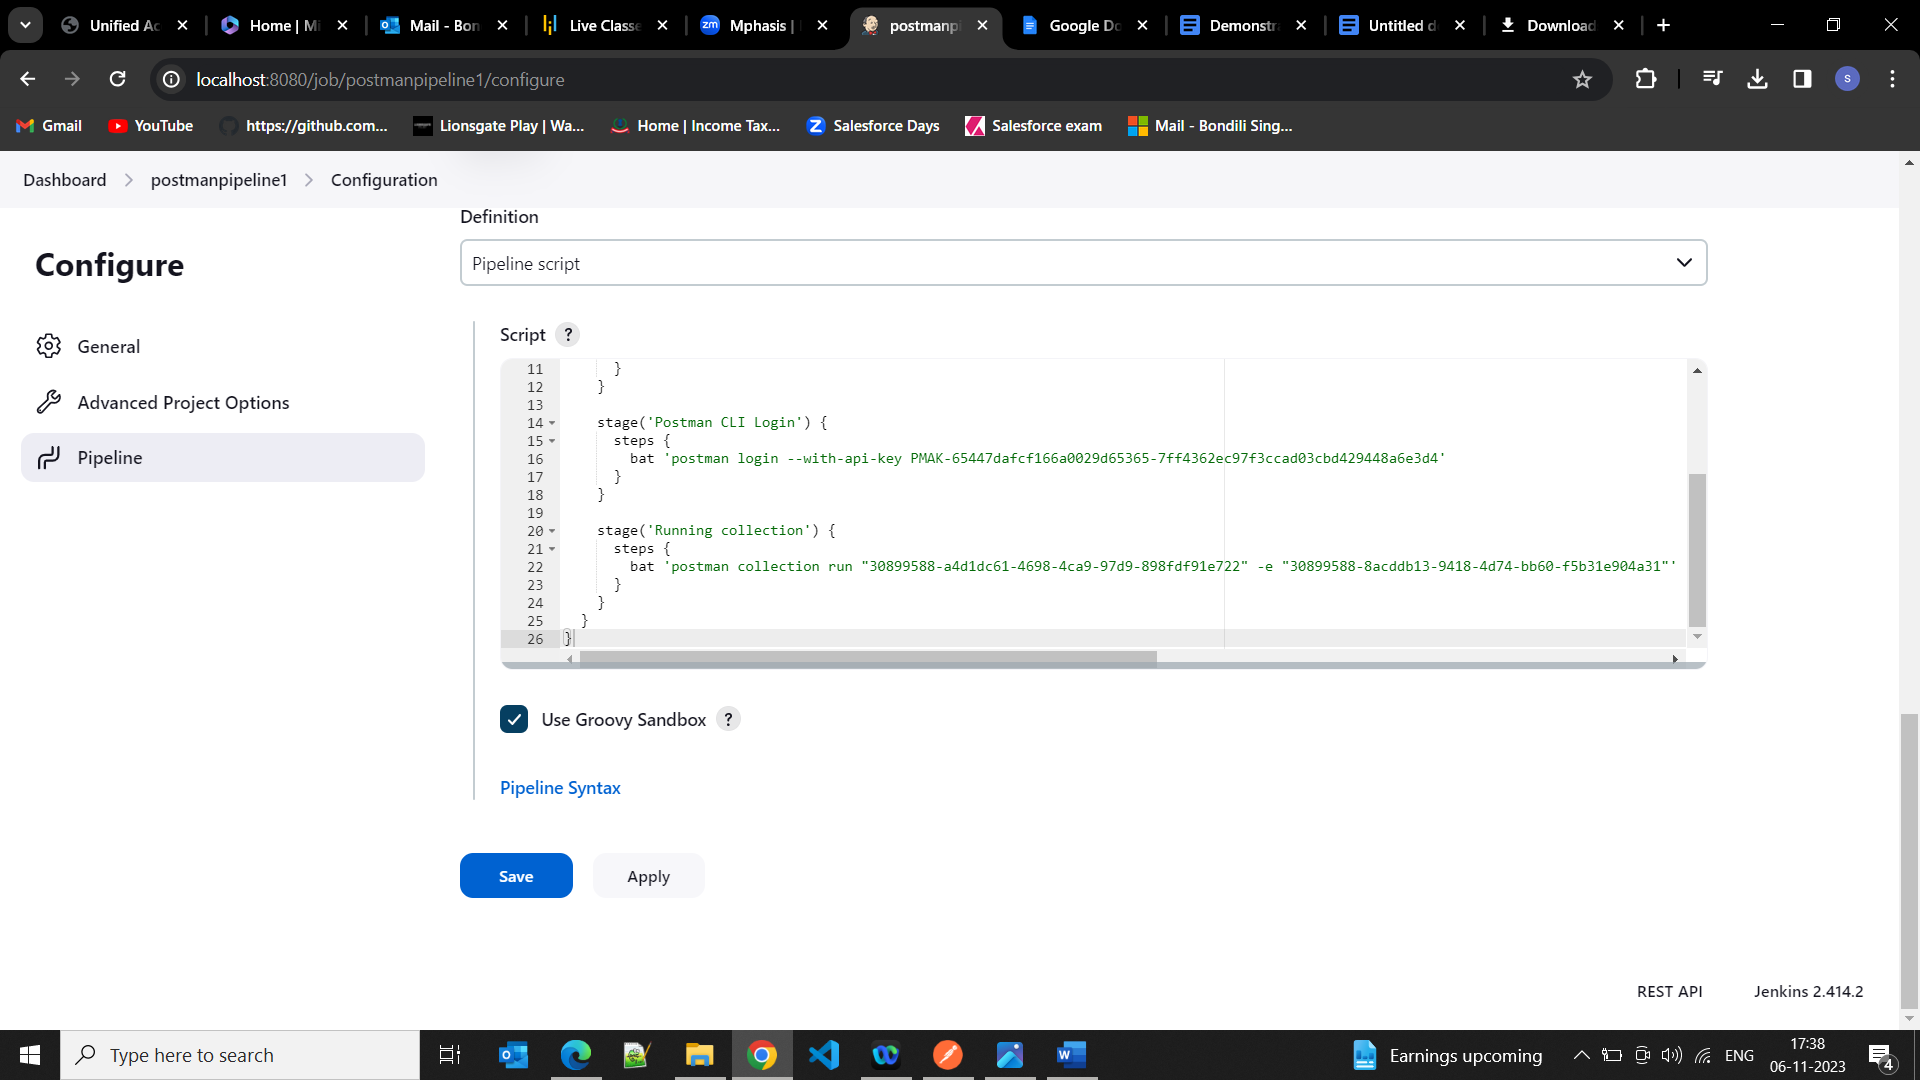 Unified Ac
Home | Mi
Mail - Bon
Live Classe
Mphasis |
postmanpi
Google Do
Demonstra
Untitled d
Download
localhost:8080/job/postmanpipeline1/configure
S
Gmail
YouTube
https://github.com...
Lionsgate Play | Wa...
Home | Income Tax...
Salesforce Days
Salesforce exam
Mail - Bondili Sing...
Dashboard
postmanpipeline1
Configuration
Configure
General
Advanced Project Options
Pipeline
Definition
Pipeline script
Script ?
11 }
12 }
13
14 stage('Postman CLI Login') {
15 steps {
16 bat 'postman login --with-api-key PMAK-65447dafcf166a0029d65365-7ff4362ec97f3ccad03cbd429448a6e3d4'
17 }
18 }
19
20 stage('Running collection') {
21 steps {
22 bat 'postman collection run "30899588-a4d1dc61-4698-4ca9-97d9-898fdf91e722" -e "30899588-8acddb13-9418-4d74-bb60-f5b31e904a31"'
23 }
24 }
25 }
26 }
Use Groovy Sandbox ?
Pipeline Syntax
Save
Apply
REST API
Jenkins 2.414.2
Type here to search
Earnings upcoming
ENG
17:38
06-11-2023
4